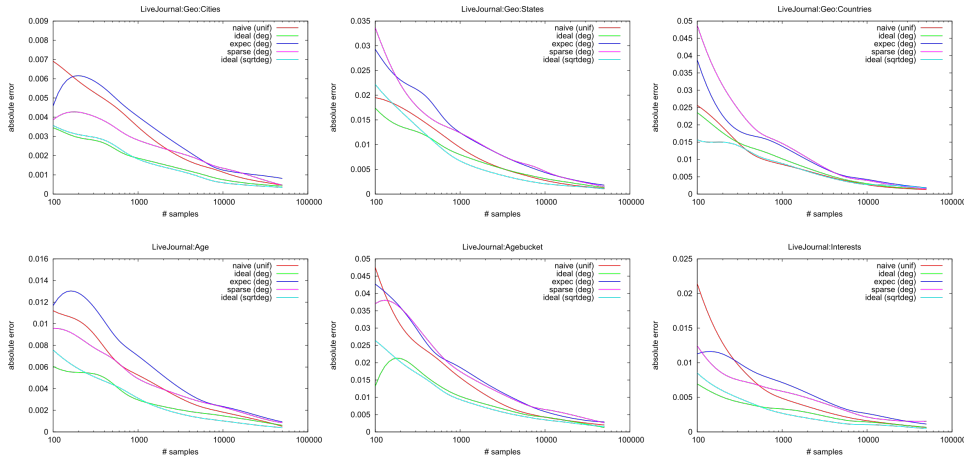 LiveJournal:Geo:Cities
0.009
0.008
0.007
0.006
0.005
0.004
0.003
0.002
0.001
0
100
1000
10000
100000
absolute error
# samples
naive (unif)
ideal (deg)
expec (deg)
sparse (deg)
ideal (sqrtdeg)
LiveJournal:Geo:States
0.035
0.03
0.025
0.02
0.015
0.01
0.005
0
100
1000
10000
100000
absolute error
# samples
naive (unif)
ideal (deg)
expec (deg)
sparse (deg)
ideal (sqrtdeg)
LiveJournal:Geo:Countries
0.05
0.045
0.04
0.035
0.03
0.025
0.02
0.015
0.01
0.005
0
100
1000
10000
100000
absolute error
# samples
naive (unif)
ideal (deg)
expec (deg)
sparse (deg)
ideal (sqrtdeg)
LiveJournal:Age
0.016
0.014
0.012
0.01
0.008
0.006
0.004
0.002
0
100
1000
10000
100000
absolute error
# samples
naive (unif)
ideal (deg)
expec (deg)
sparse (deg)
ideal (sqrtdeg)
LiveJournal:Agebucket
0.05
0.045
0.04
0.035
0.03
0.025
0.02
0.015
0.01
0.005
0
100
1000
10000
100000
absolute error
# samples
naive (unif)
ideal (deg)
expec (deg)
sparse (deg)
ideal (sqrtdeg)
LiveJournal:Interests
0.025
0.02
0.015
0.01
0.005
0
100
1000
10000
100000
absolute error
# samples
naive (unif)
ideal (deg)
expec (deg)
sparse (deg)
ideal (sqrtdeg)